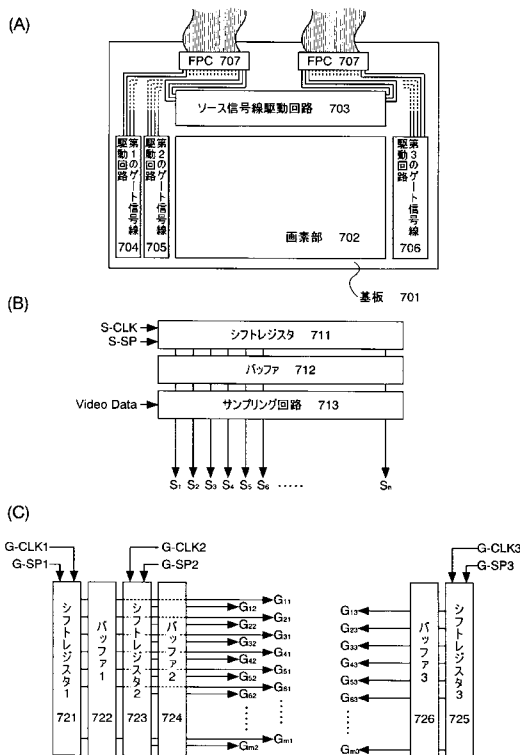 (A)
FPC 707
FPC 707
ソース信号線駆動回路 703
第1のゲート信号線
駆動回路
704
第2のゲート信号線
駆動回路
705
画素部 702
第3のゲート信号線
駆動回路
706
基板 701
(B)
S-CLK
S-SP
シフトレジスタ 711
バッファ 712
Video Data
サンプリング回路 713
S1 S2 S3 S4 S5 S6 ····· Sn
(C)
G-CLK1
G-SP1
G-CLK2
G-SP2
G-CLK3
G-SP3
シフトレジスタ1
721
バッファ1
722
シフトレジスタ2
723
バッファ2
724
G11
G12
G21
G22
G31
G32
G41
G42
G51
G52
G61
G62
Gm1
Gm2
G13
G23
G33
G43
G53
G63
Gm3
バッファ3
726
シフトレジスタ3
725